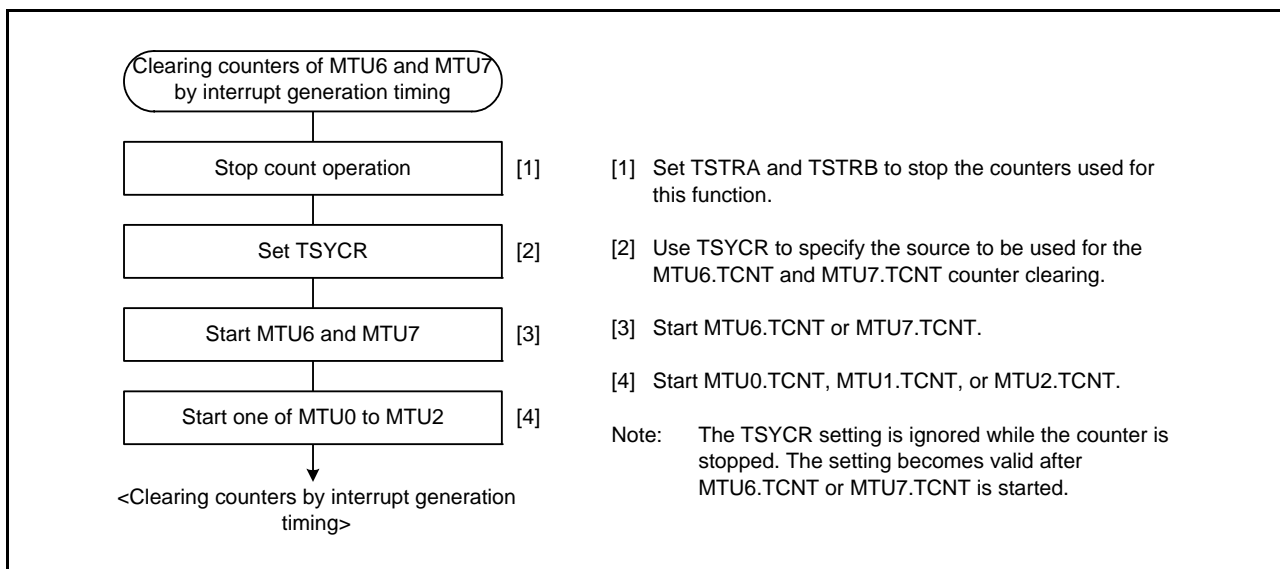 Clearing counters of MTU6 and MTU7
by interrupt generation timing
Stop count operation
[1]
Set TSYCR
[2]
Start MTU6 and MTU7
[3]
Start one of MTU0 to MTU2
[4]
<Clearing counters by interrupt generation
timing>
[1] Set TSTRA and TSTRB to stop the counters used for
this function.
[2] Use TSYCR to specify the source to be used for the
MTU6.TCNT and MTU7.TCNT counter clearing.
[3] Start MTU6.TCNT or MTU7.TCNT.
[4] Start MTU0.TCNT, MTU1.TCNT, or MTU2.TCNT.
Note: The TSYCR setting is ignored while the counter is
stopped. The setting becomes valid after
MTU6.TCNT or MTU7.TCNT is started.